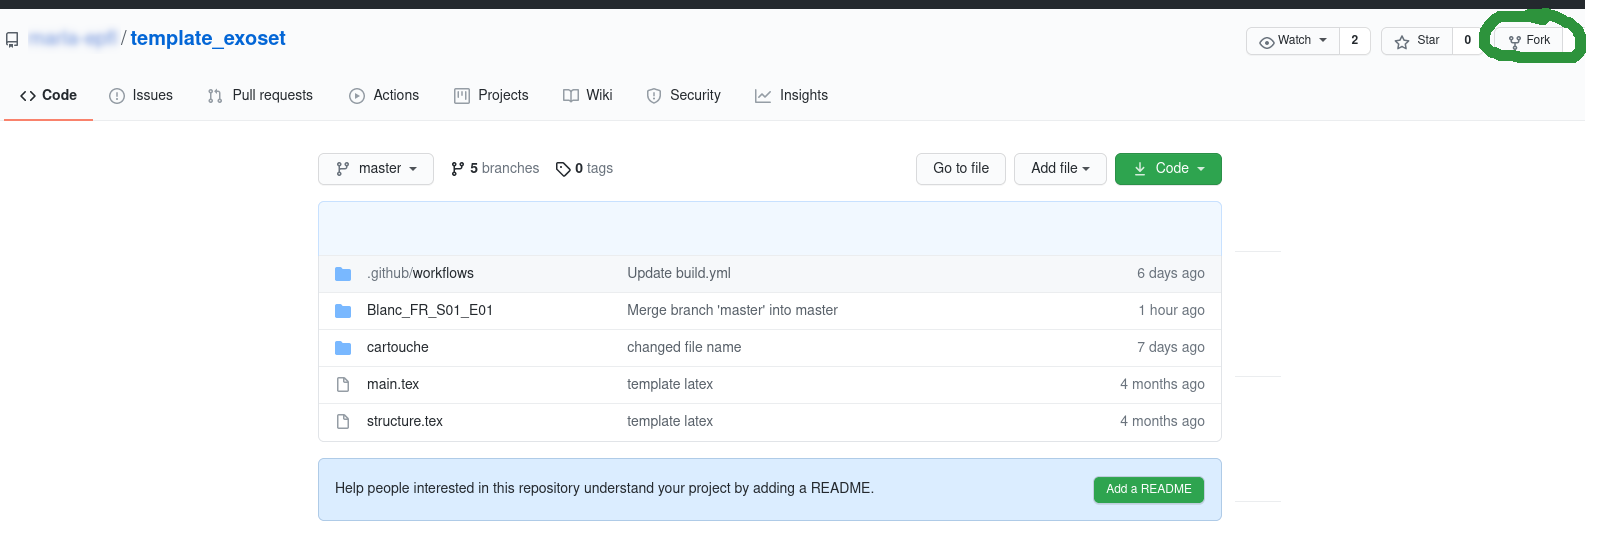 / template_exoset
Watch 2 Star 0 Fork
Code Issues Pull requests Actions Projects Wiki Security Insights
master 5 branches 0 tags Go to file Add file Code
.github/workflows Update build.yml 6 days ago
Blanc_FR_S01_E01 Merge branch 'master' into master 1 hour ago
cartouche changed file name 7 days ago
main.tex template latex 4 months ago
structure.tex template latex 4 months ago
Help people interested in this repository understand your project by adding a README. Add a README